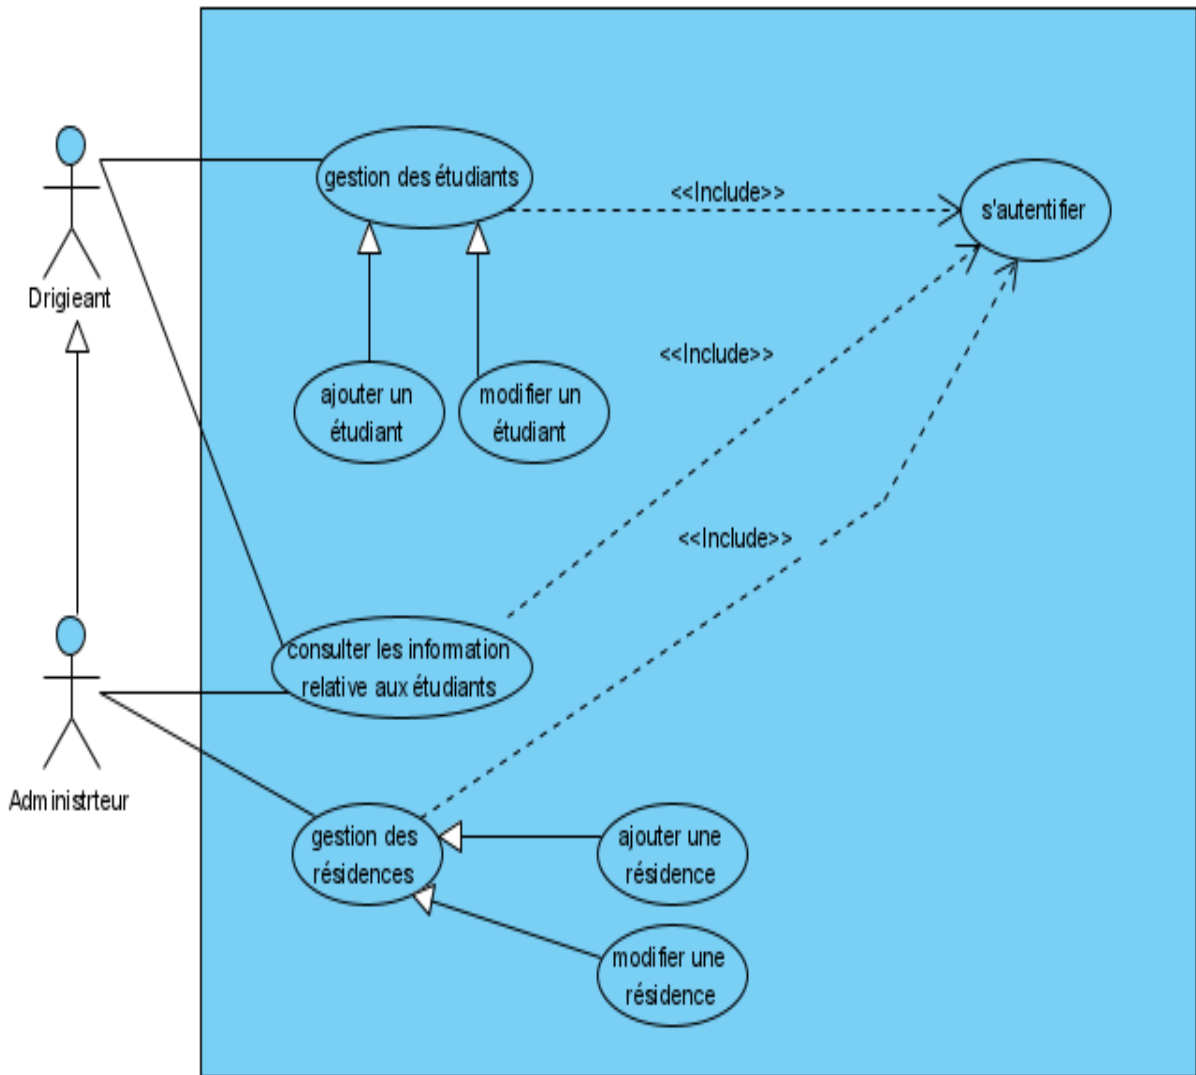 gestion des étudiants
<<Include>>
s'autentifier
Drigieant
<<Include>>
ajouter un
étudiant
modifier un
étudiant
<<Include>>
consulter les information
relative aux étudiants
Administrteur
gestion des
résidences
ajouter une
résidence
modifier une
résidence